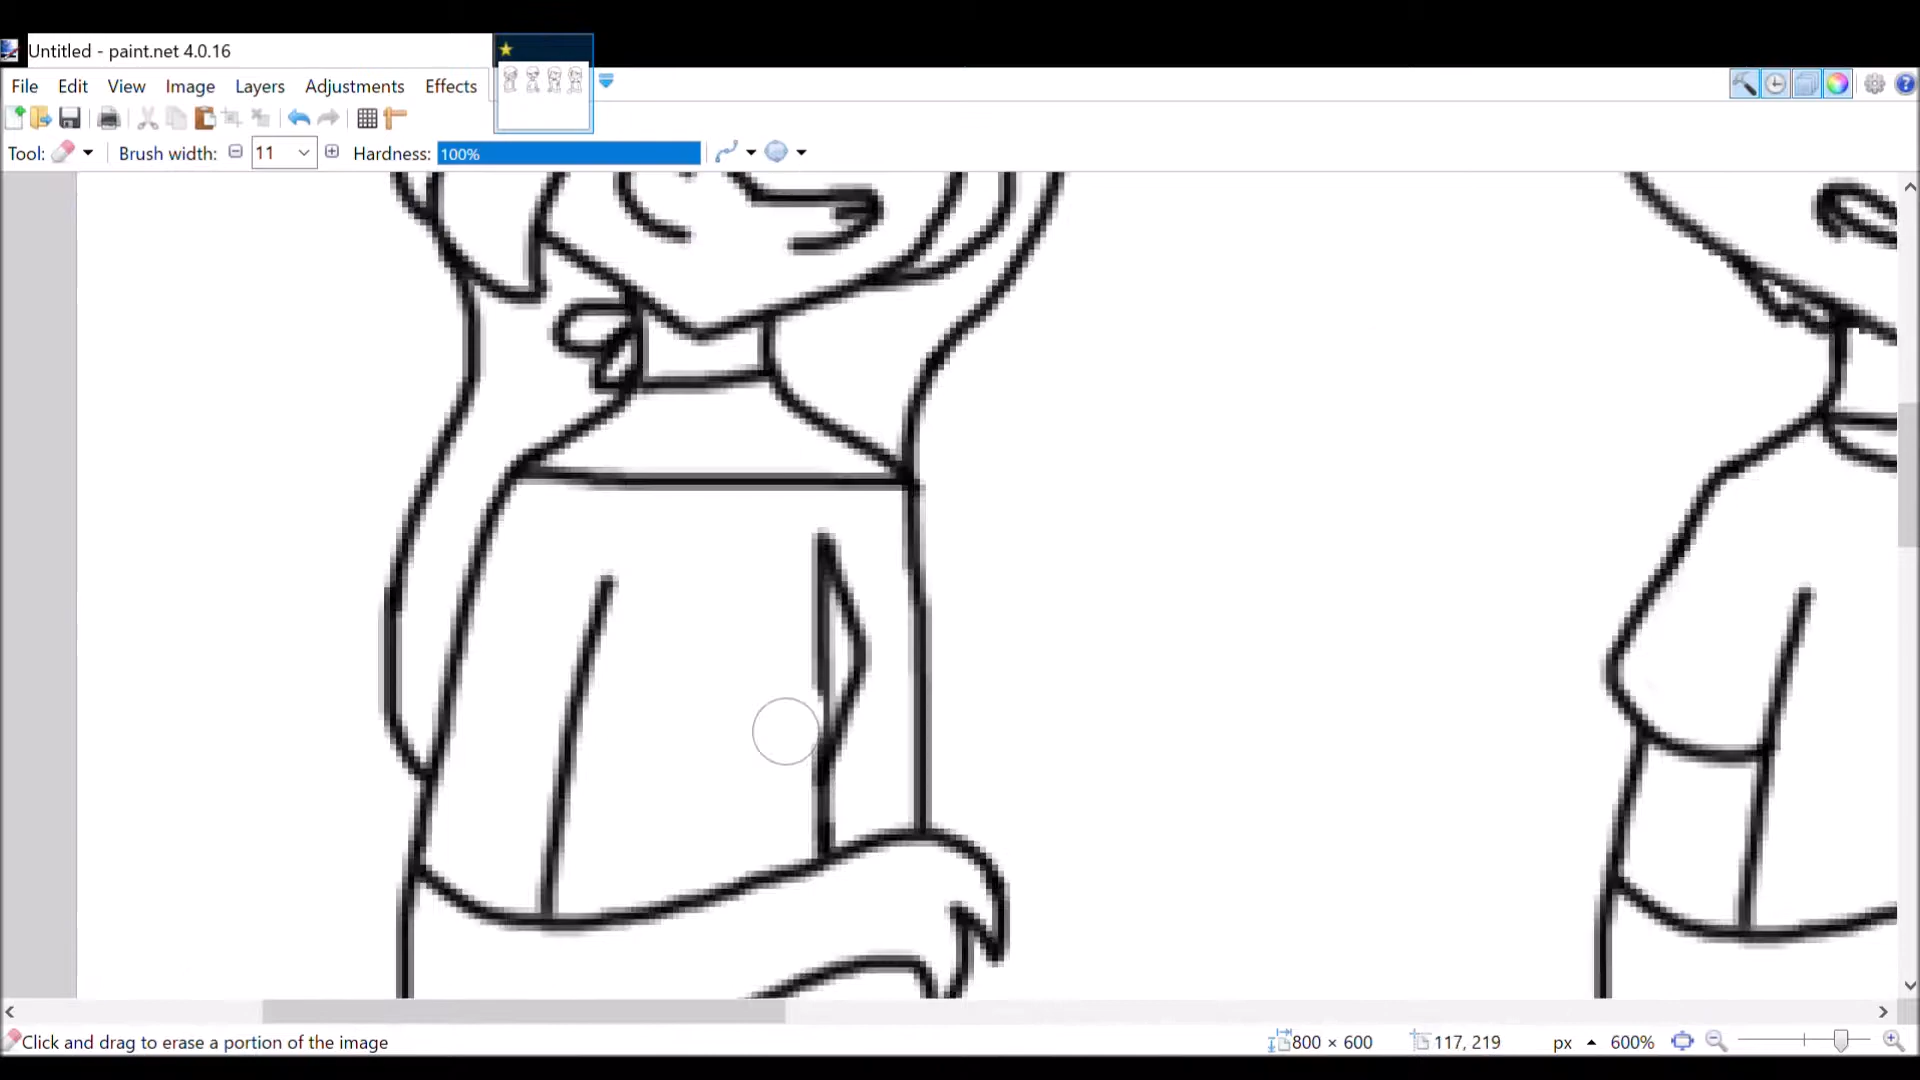 Untitled - paint.net 4.0.16
File Edit View Image Layers Adjustments Effects
Tool: Brush width: 11 Hardness: 100%
Click and drag to erase a portion of the image 800 × 600 117, 219 px 600%